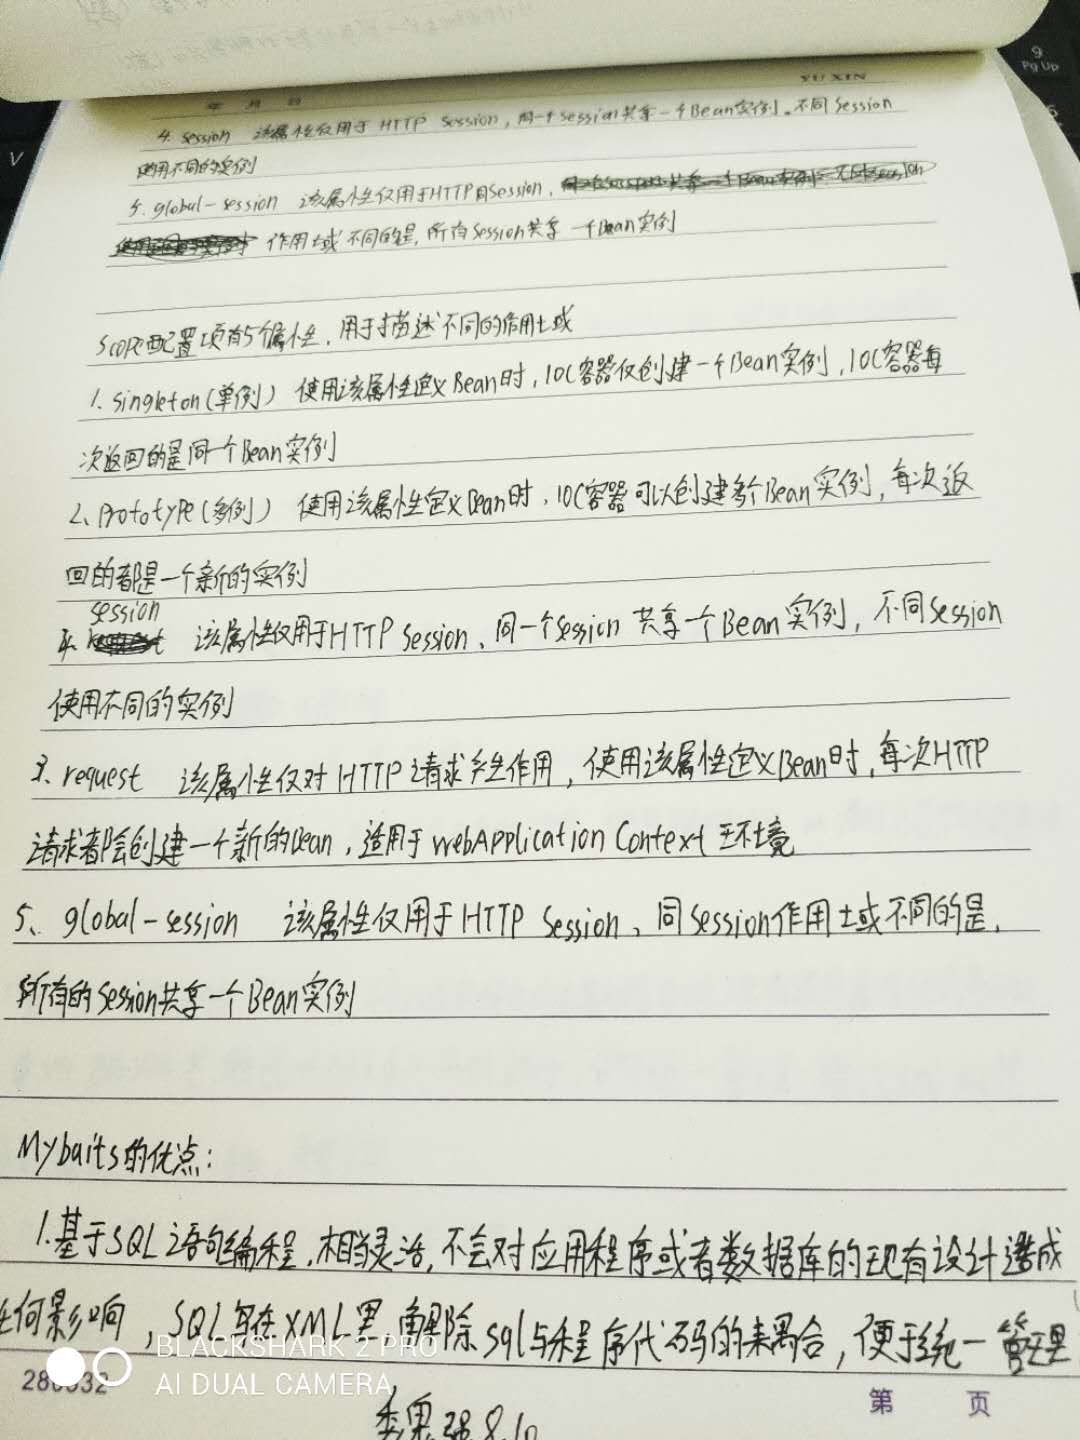 9
Pg Up
V
年 月 日 YU XIN
4. session 该属性仅用于 HTTP Session，同一个session共享一个Bean实例。不同Session
使用不同的实例
5. global-session 该属性仅用于HTTP Session，
作用域不同的是，所有Session共享一个Bean实例
Scope配置项有5个属性，用于描述不同的作用域
1. singleton（单例） 使用该属性定义Bean时，IOC容器仅创建一个Bean实例，IOC容器每
次返回的是同一个Bean实例
2、prototype（多例） 使用该属性定义Bean时，IOC容器可以创建多个Bean实例，每次返
回的都是一个新的实例
session
4. 该属性仅用于HTTP Session、同一个Session 共享一个Bean实例，不同Session
使用不同的实例
3. request 该属性仅对 HTTP请求产生作用，使用该属性定义Bean时，每次HTTP
请求都会创建一个新的Bean，适用于WebApplication Context 环境
5、global-session 该属性仅用于HTTP Session、同Session作用域不同的是，
所有的Session共享一个Bean实例
Mybaits的优点：
1.基于SQL语句编程，相当灵活，不会对应用程序或者数据库的现有设计造成
任何影响，SQL写在XML里，解除sql与程序代码的耦合，便于统一管理
BLACKSHARK 2 PRO
AI DUAL CAMERA
第 页